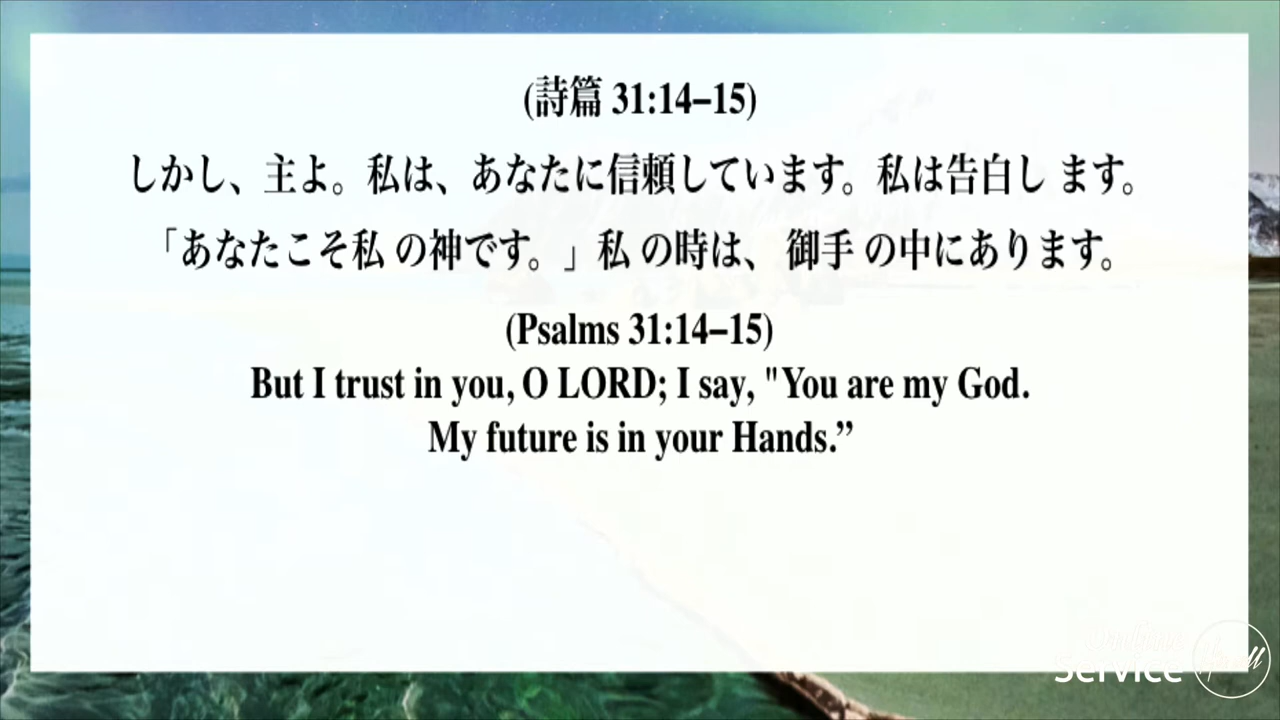 (詩篇 31:14–15)
しかし、主よ。私は、あなたに信頼しています。私は告白し ます。
「あなたこそ私 の神です。」私 の時は、 御手 の中にあります。
(Psalms 31:14–15)
But I trust in you, O LORD; I say, "You are my God.
My future is in your Hands.”
Online
Service